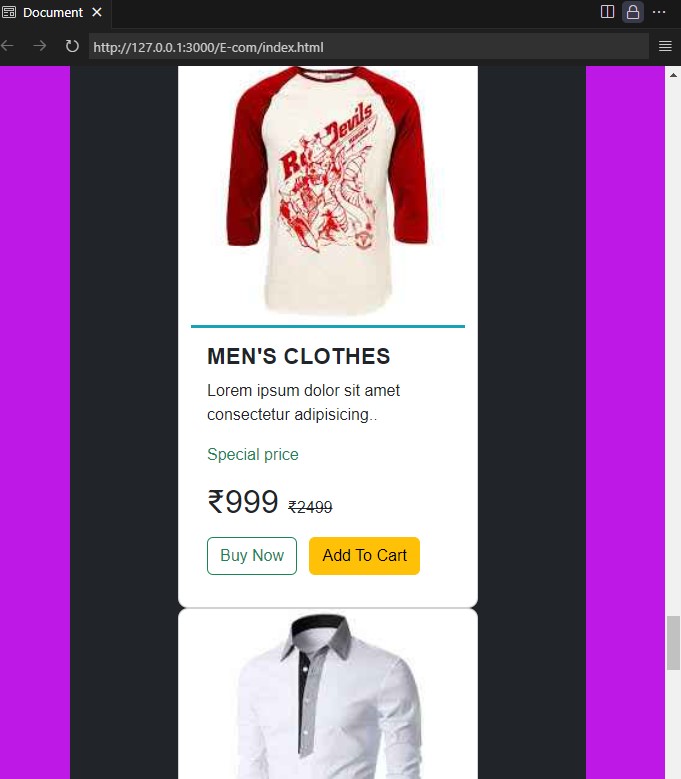 Document
http://127.0.0.1:3000/E-com/index.html
Devils
MEN'S CLOTHES
Lorem ipsum dolor sit amet
consectetur adipisicing..
Special price
₹999 ₹2499
Buy Now Add To Cart